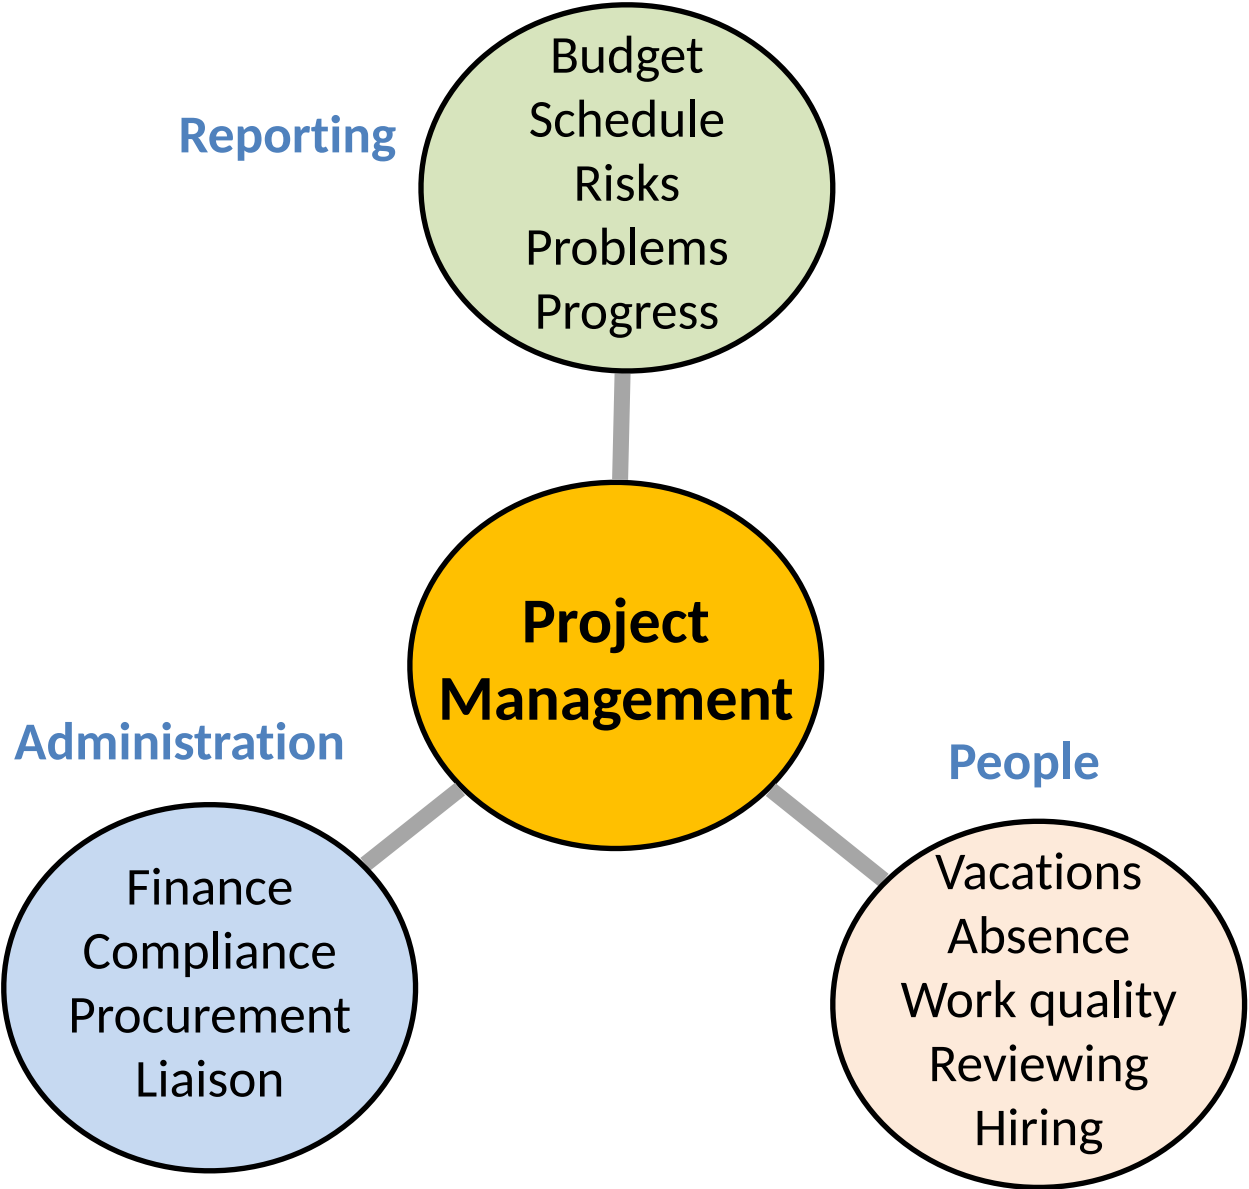 Reporting
Budget
Schedule
Risks
Problems
Progress
Project
Management
Administration
Finance
Compliance
Procurement
Liaison
People
Vacations
Absence
Work quality
Reviewing
Hiring